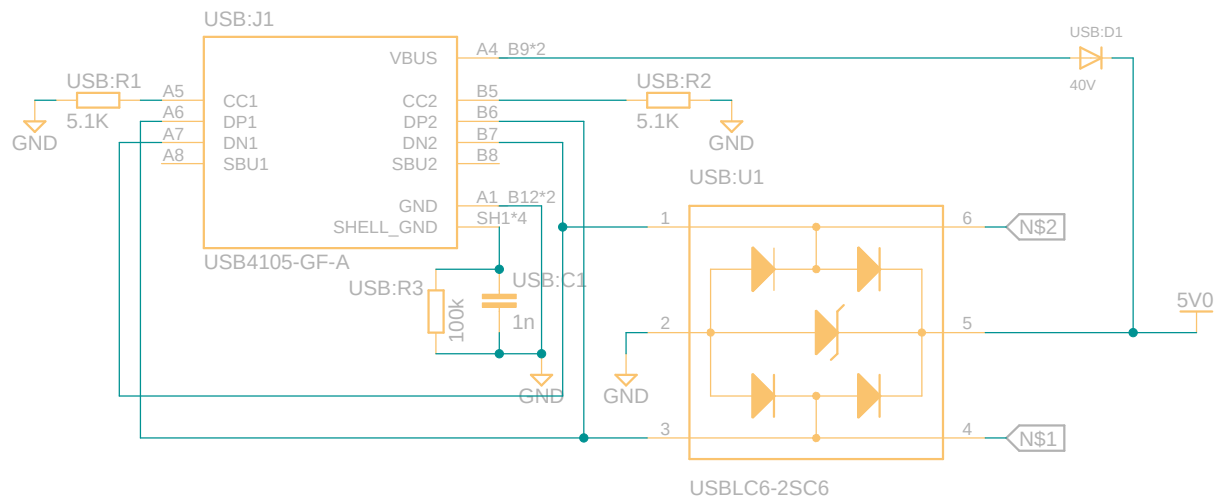 USB:J1
USB:D1
VBUS
A4
B9*2
40V
USB:R1
A5
CC1
CC2
B5
USB:R2
5.1K
A6
DP1
DP2
B6
5.1K
GND
A7
DN1
DN2
B7
GND
A8
SBU1
SBU2
B8
USB:U1
GND
A1
B12*2
SHELL_GND
SH1*4
1
6
N$2
USB4105-GF-A
USB:R3
100k
USB:C1
1n
5V0
2
5
GND
GND
3
4
N$1
USBLC6-2SC6